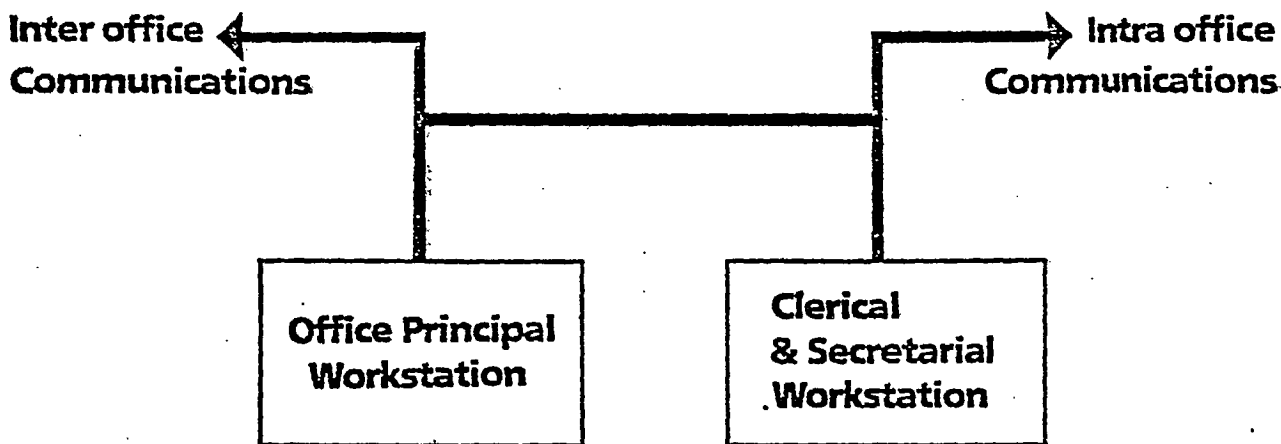 Inter office
Communications
Intra office
Communications
Office Principal
Workstation
Clerical
& Secretarial
Workstation